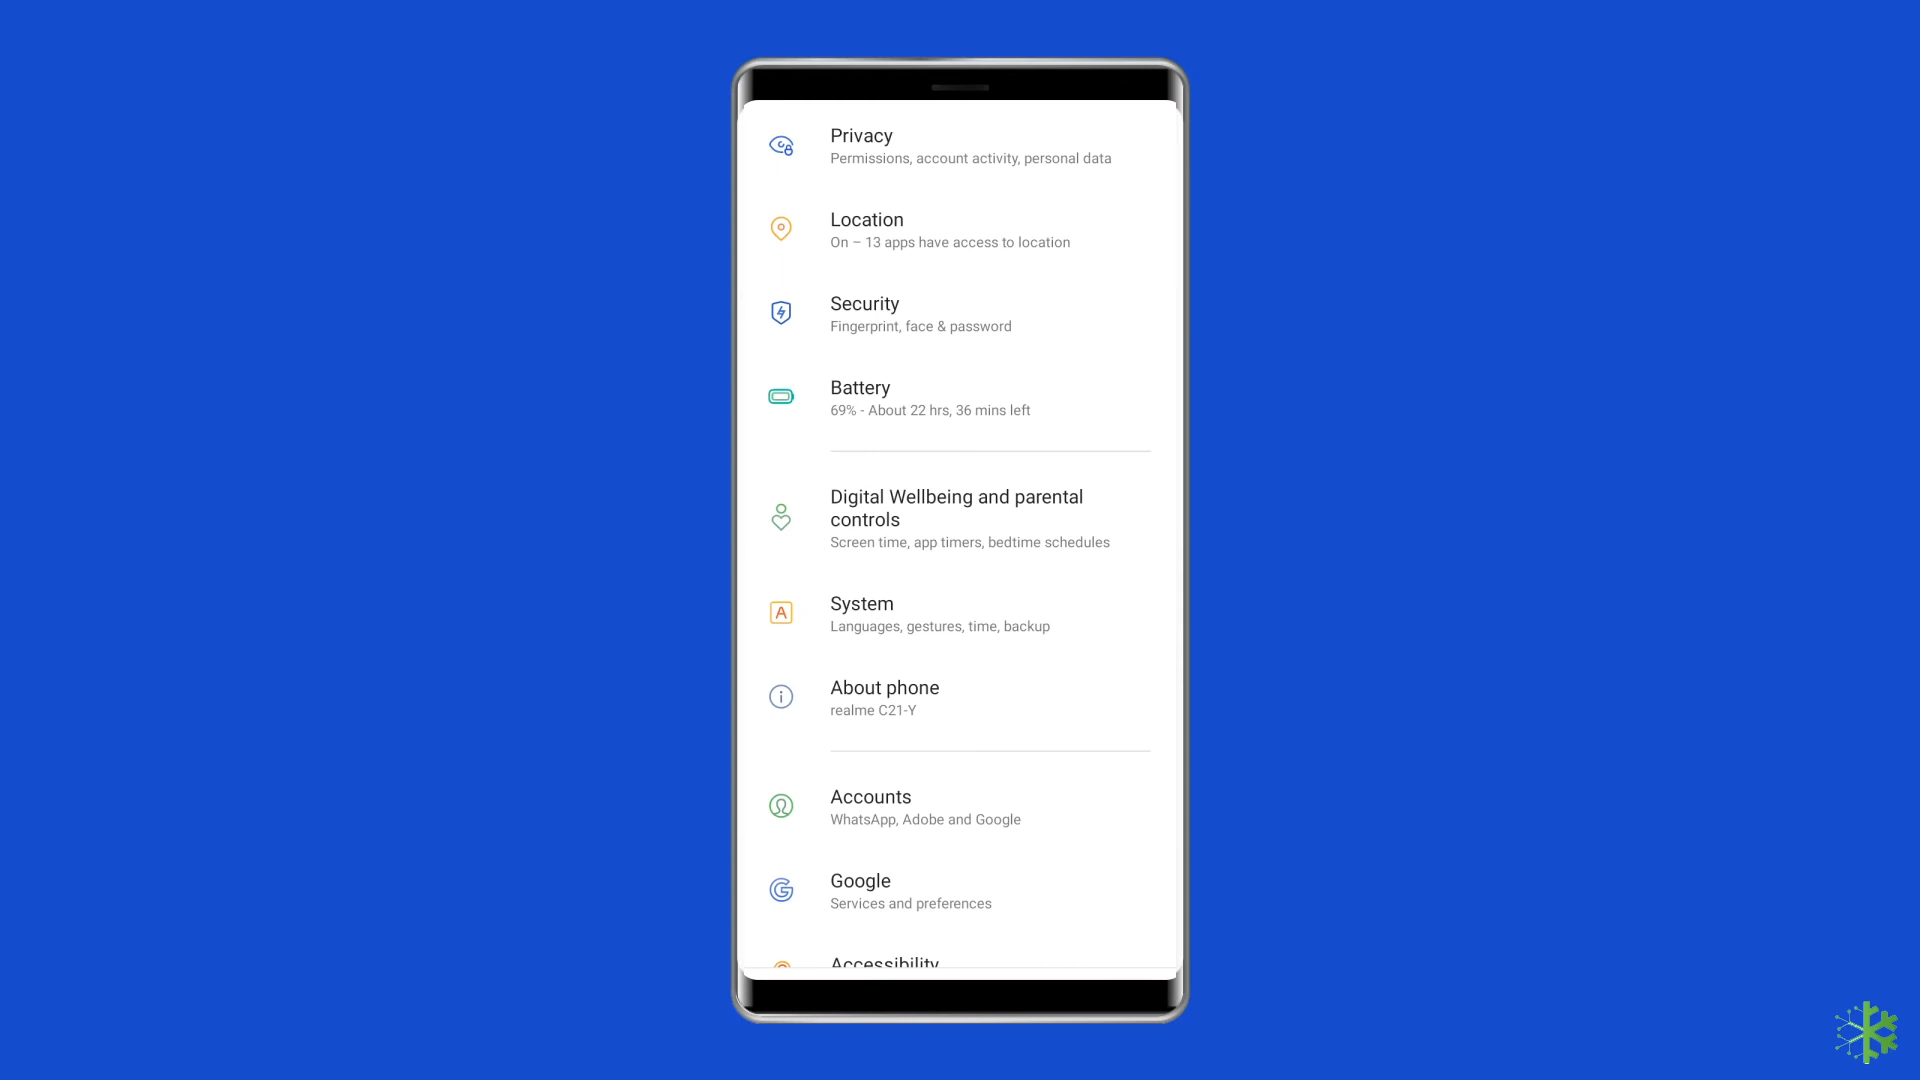 Privacy
Permissions, account activity, personal data
Location
On – 13 apps have access to location
Security
Fingerprint, face & password
Battery
69% - About 22 hrs, 36 mins left
Digital Wellbeing and parental
controls
Screen time, app timers, bedtime schedules
System
Languages, gestures, time, backup
About phone
realme C21-Y
Accounts
WhatsApp, Adobe and Google
Google
Services and preferences
Accessibility